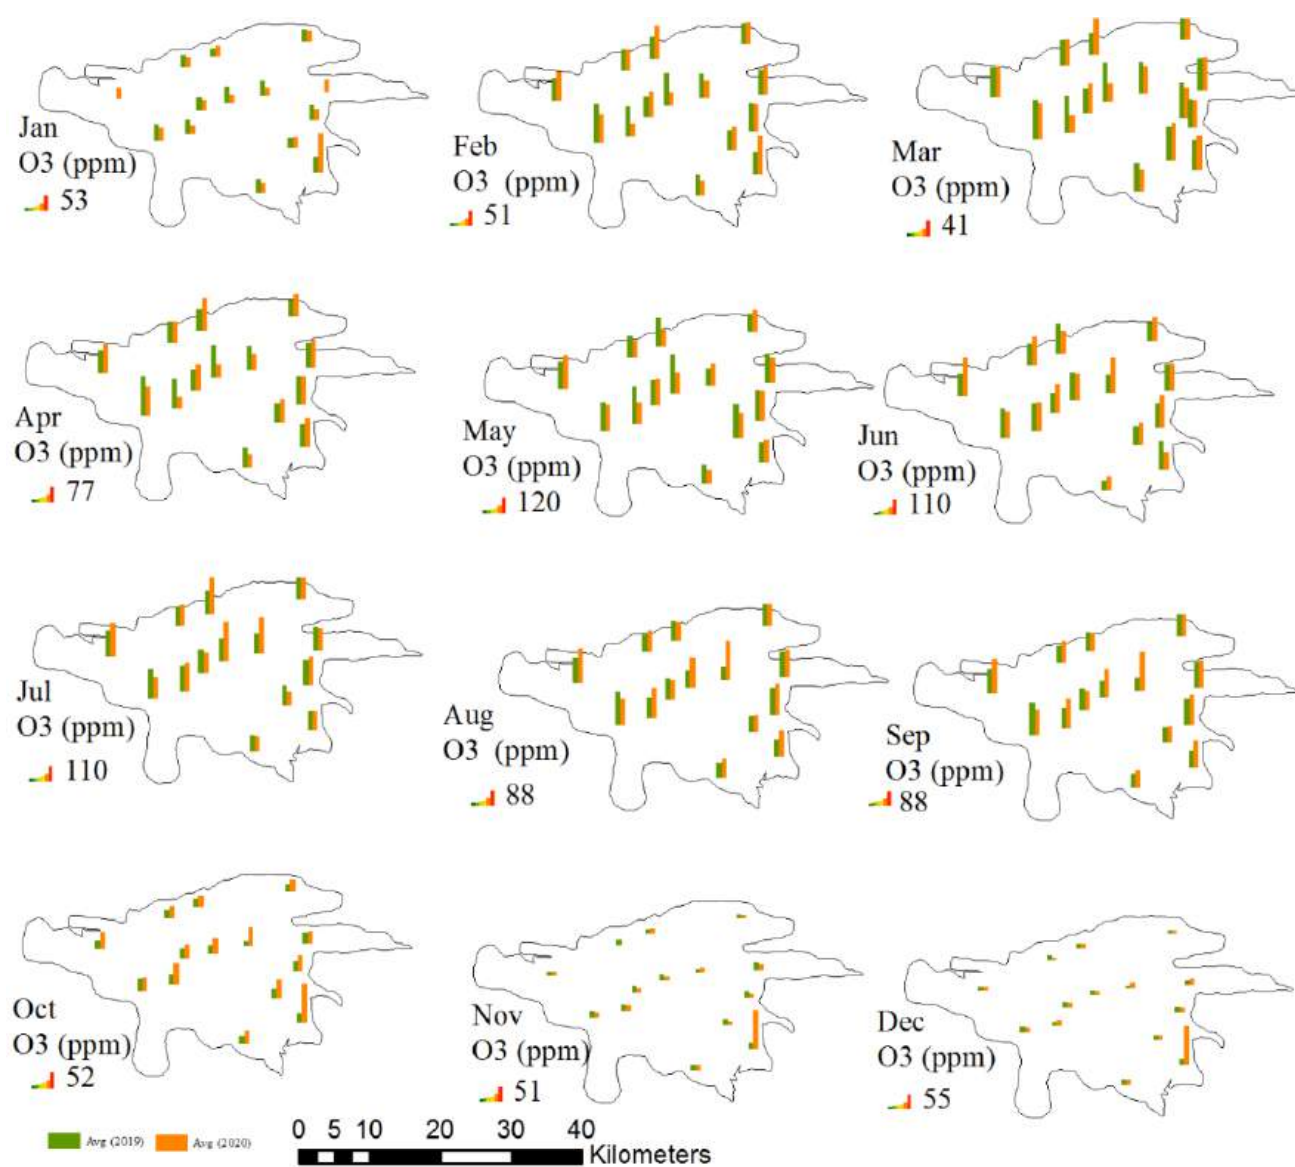 Jan
O3 (ppm)
53
Feb
O3 (ppm)
51
Mar
O3 (ppm)
41
Apr
O3 (ppm)
77
May
O3 (ppm)
120
Jun
O3 (ppm)
110
Jul
O3 (ppm)
110
Aug
O3 (ppm)
88
Sep
O3 (ppm)
88
Oct
O3 (ppm)
52
Nov
O3 (ppm)
51
Dec
O3 (ppm)
55
Avg (2019) Avg (2020)
0 5 10 20 30 40
Kilometers